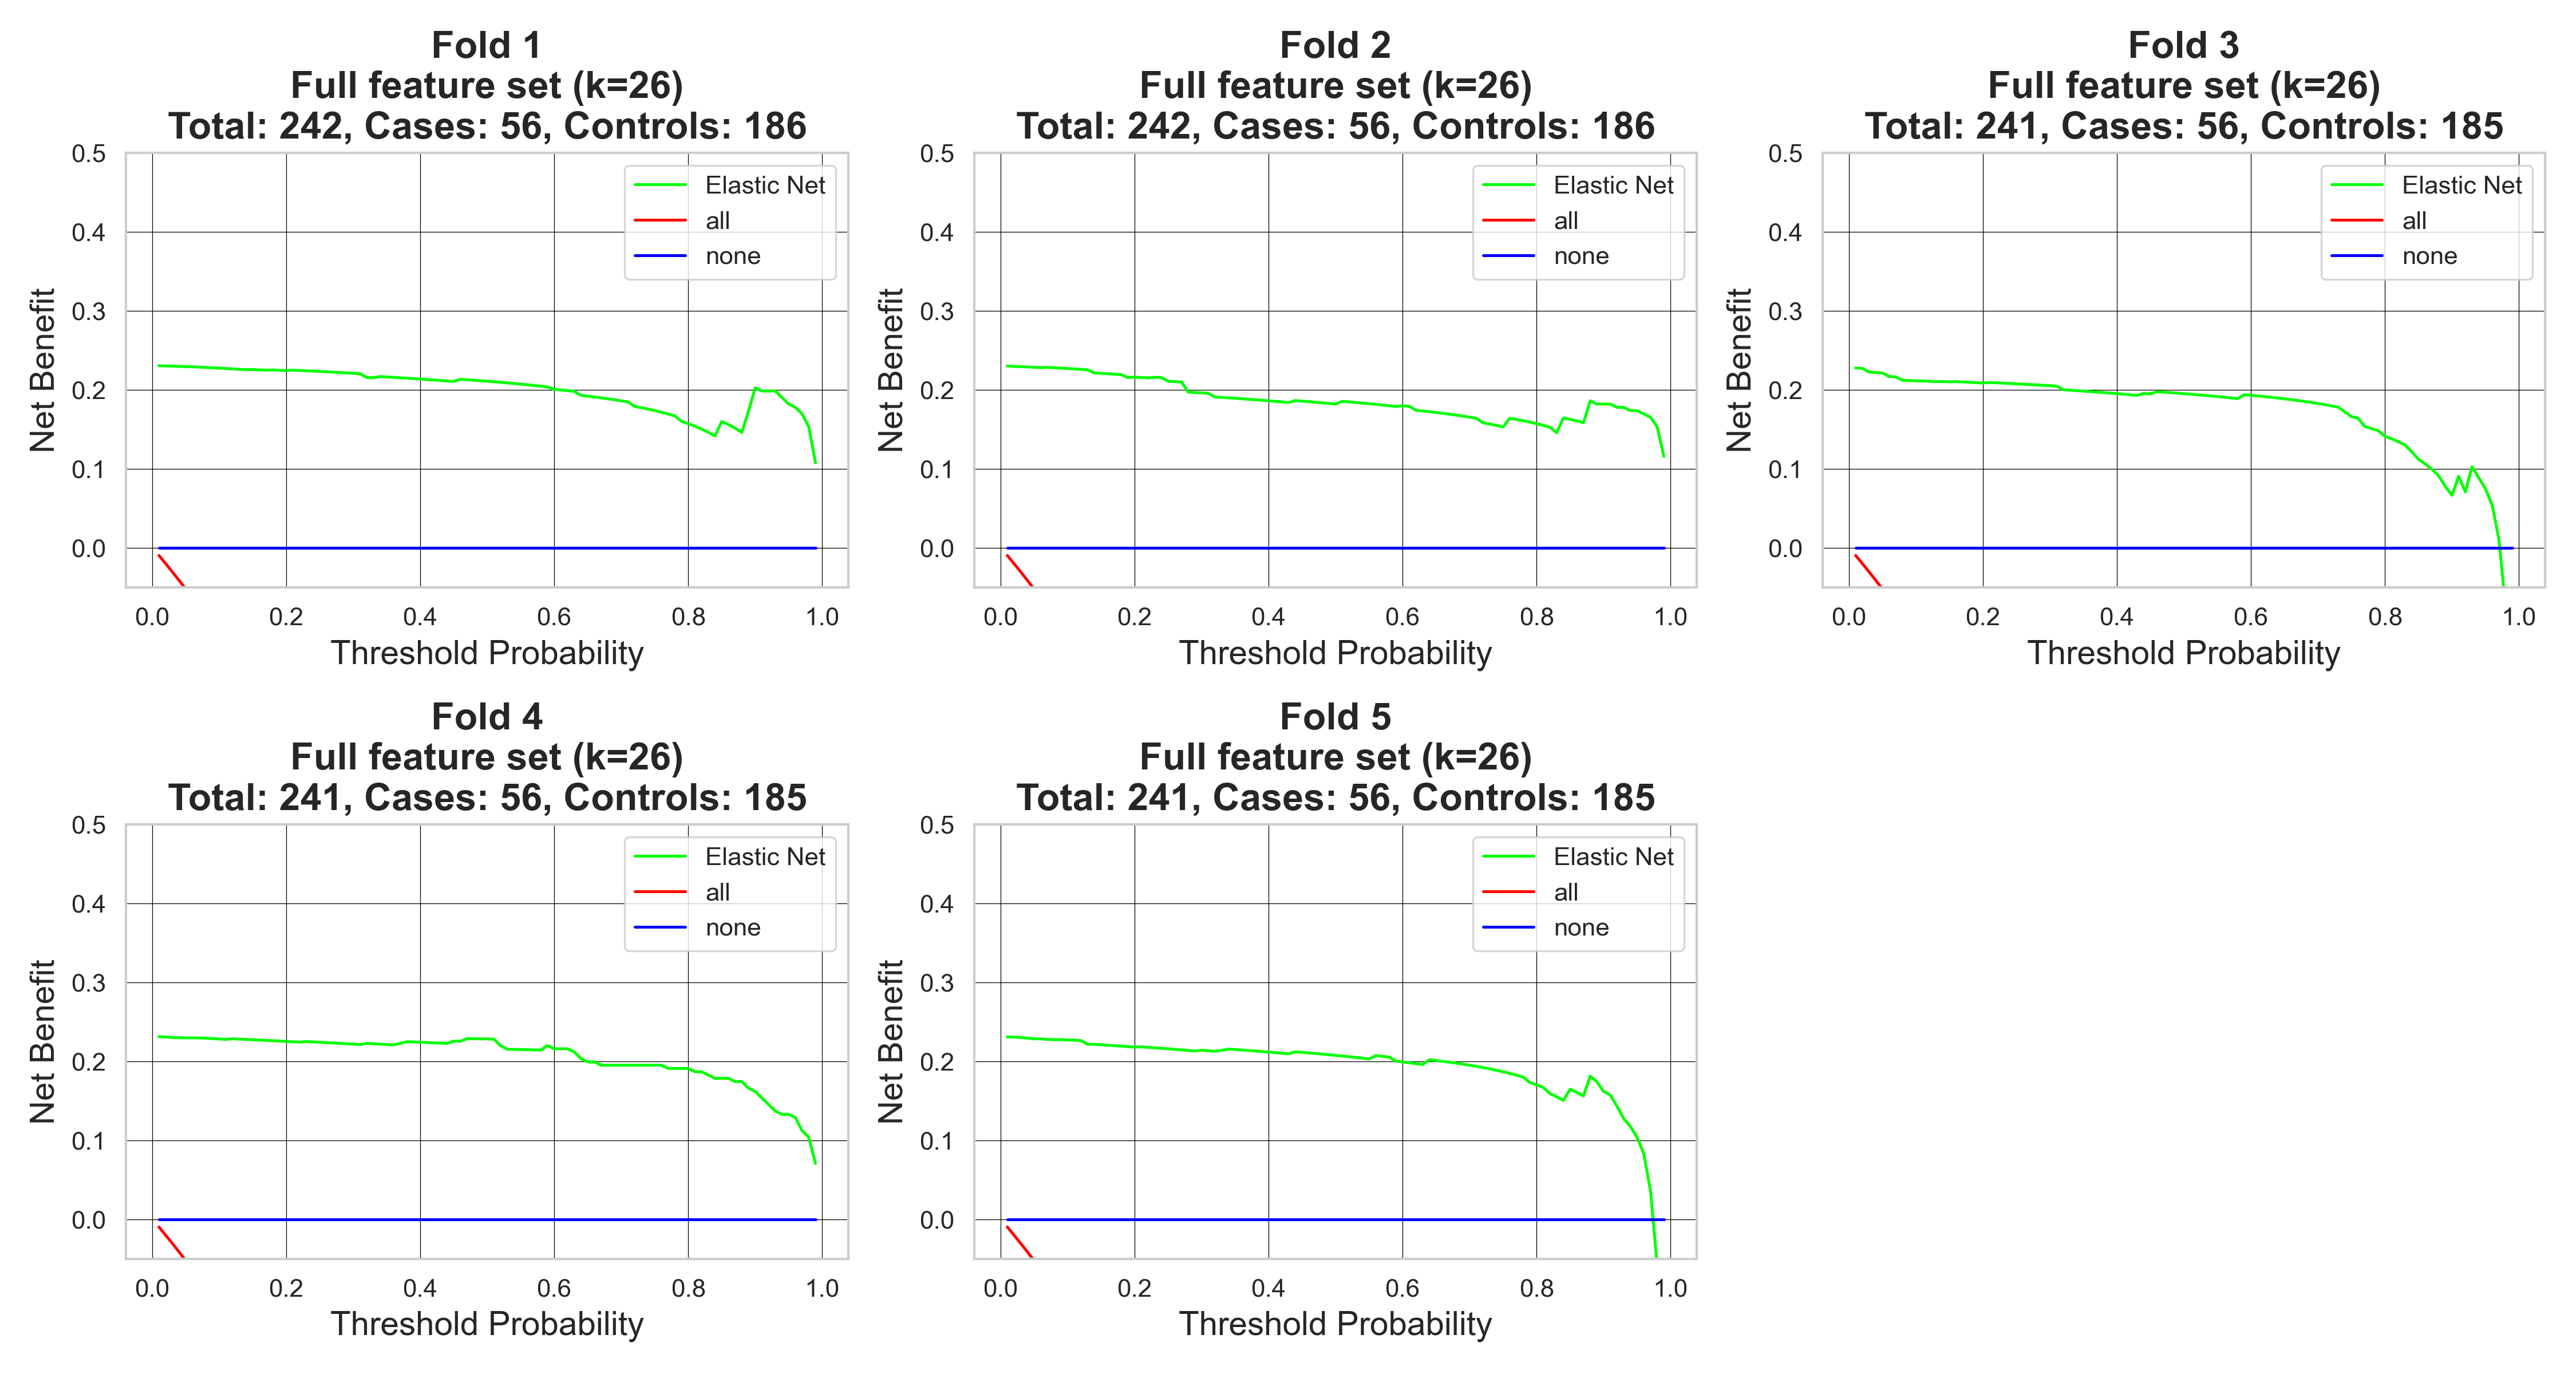 Fold 1
Full feature set (k=26)
Total: 242, Cases: 56, Controls: 186
0.5
0.4
0.3
0.2
0.1
0.0
Net Benefit
Elastic Net
all
none
0.0 0.2 0.4 0.6 0.8 1.0
Threshold Probability
Fold 2
Full feature set (k=26)
Total: 242, Cases: 56, Controls: 186
0.5
0.4
0.3
0.2
0.1
0.0
Net Benefit
Elastic Net
all
none
0.0 0.2 0.4 0.6 0.8 1.0
Threshold Probability
Fold 3
Full feature set (k=26)
Total: 241, Cases: 56, Controls: 185
0.5
0.4
0.3
0.2
0.1
0.0
Net Benefit
Elastic Net
all
none
0.0 0.2 0.4 0.6 0.8 1.0
Threshold Probability
Fold 4
Full feature set (k=26)
Total: 241, Cases: 56, Controls: 185
0.5
0.4
0.3
0.2
0.1
0.0
Net Benefit
Elastic Net
all
none
0.0 0.2 0.4 0.6 0.8 1.0
Threshold Probability
Fold 5
Full feature set (k=26)
Total: 241, Cases: 56, Controls: 185
0.5
0.4
0.3
0.2
0.1
0.0
Net Benefit
Elastic Net
all
none
0.0 0.2 0.4 0.6 0.8 1.0
Threshold Probability